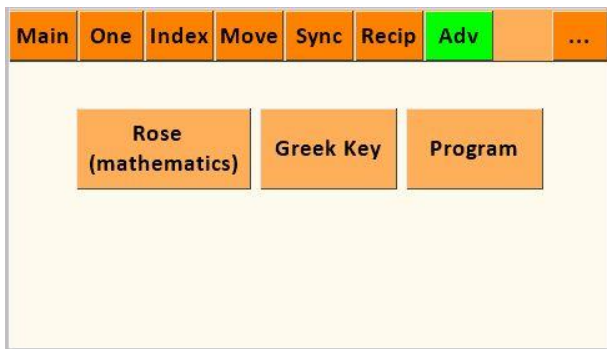 Main One Index Move Sync Recip Adv ...
Rose
(mathematics)
Greek Key
Program